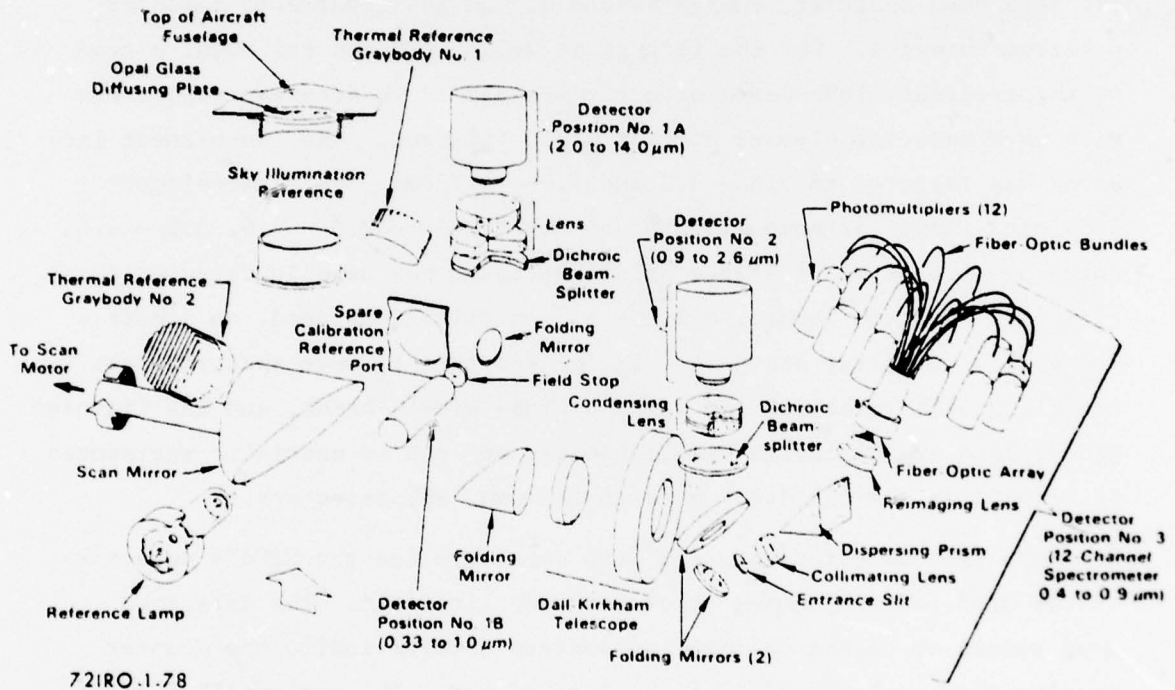 Top of Aircraft
Fuselage
Opal Glass
Diffusing Plate
Thermal Reference
Graybody No. 1
Detector
Position No. 1A
(2.0 to 14.0 µm)
Sky Illumination
Reference
Lens
Dichroic
Beam-
Splitter
Detector
Position No. 2
(0.9 to 2.6 µm)
Photomultipliers (12)
Fiber-Optic Bundles
Thermal Reference
Graybody No. 2
To Scan
Motor
Spare
Calibration
Reference
Port
Folding
Mirror
Field Stop
Condensing
Lens
Dichroic
Beam-
splitter
Scan Mirror
Fiber-Optic Array
Reimaging Lens
Detector
Position No. 3
(12 Channel
Spectrometer
0.4 to 0.9 µm)
Dispersing Prism
Collimating Lens
Entrance Slit
Folding
Mirror
Dall-Kirkham
Telescope
Folding Mirrors (2)
Reference Lamp
Detector
Position No. 1B
(0.33 to 1.0 µm)
72IRO-1-78